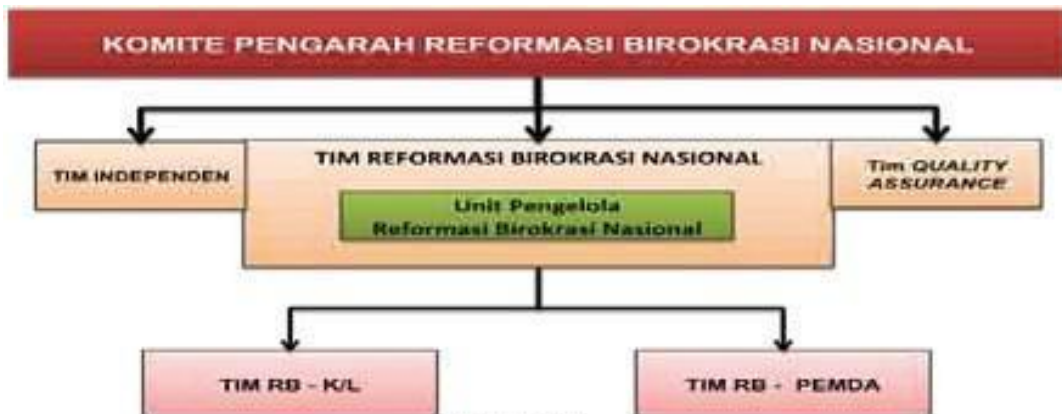 KOMITE PENGARAH REFORMASI BIROKRASI NASIONAL
TIM INDEPENDEN
TIM REFORMASI BIROKRASI NASIONAL
Unit Pengelola
Reformasi Birokrasi Nasional
Tim QUALITY
ASSURANCE
TIM RB - K/L
TIM RB - PEMDA